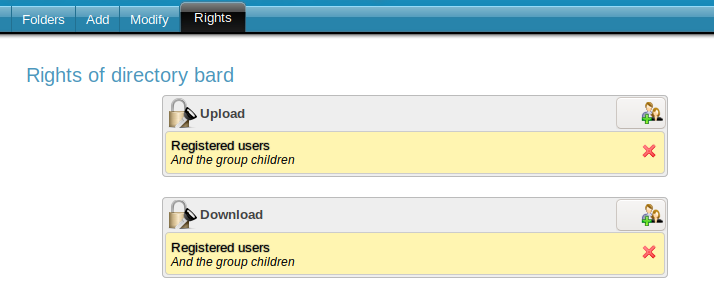 Folders Add Modify Rights
Rights of directory bard
Upload
Registered users
And the group children
Download
Registered users
And the group children